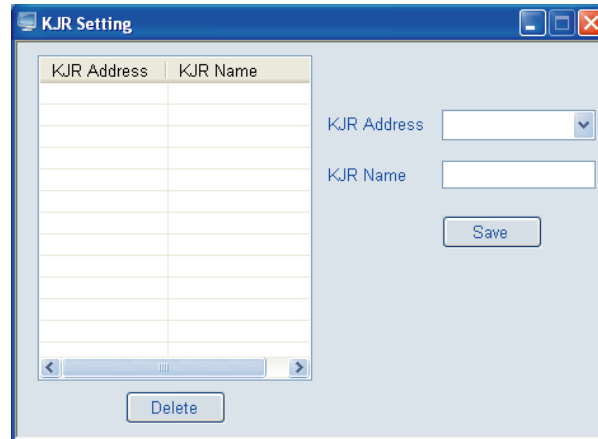 KJR Setting
KJR Address KJR Name
KJR Address
KJR Name
Save
Delete